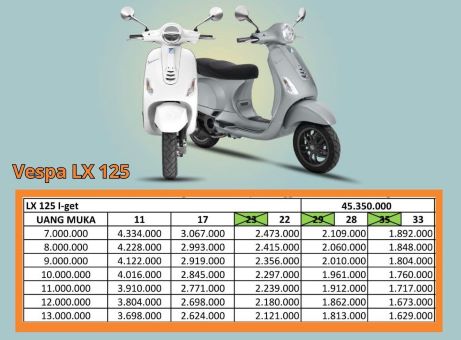 Vespa LX 125
LX 125 I-get 45.350.000
UANG MUKA 11 17 23 22 29 28 35 33
7.000.000 4.334.000 3.067.000 2.473.000 2.109.000 1.892.000
8.000.000 4.228.000 2.993.000 2.415.000 2.060.000 1.848.000
9.000.000 4.122.000 2.919.000 2.356.000 2.010.000 1.804.000
10.000.000 4.016.000 2.845.000 2.297.000 1.961.000 1.760.000
11.000.000 3.910.000 2.771.000 2.239.000 1.912.000 1.717.000
12.000.000 3.804.000 2.698.000 2.180.000 1.862.000 1.673.000
13.000.000 3.698.000 2.624.000 2.121.000 1.813.000 1.629.000